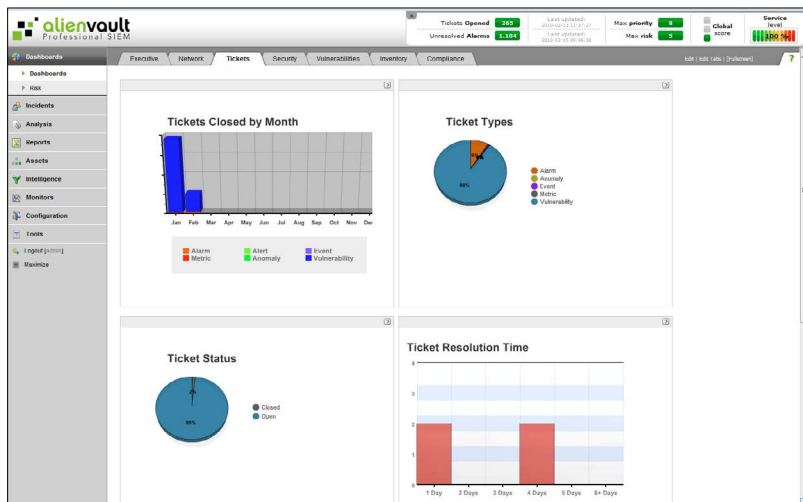 alienvault
Professional SIEM
Tickets Opened 365
Unresolved Alarms 1.104
Last updated:
Last updated:
Max priority 8
Max risk 5
Global score
Service level
100 %
Dashboards
Dashboards
Risk
Incidents
Analysis
Reports
Assets
Intelligence
Monitors
Configuration
Tools
Logout [admin]
Maximize
Executive Network Tickets Security Vulnerabilities Inventory Compliance
Edit | Edit Tabs | [Fullscreen]
?
Tickets Closed by Month
Jan Feb Mar Apr May Jun Jul Aug Sep Oct Nov Dec
Alarm Alert Event
Metric Anomaly Vulnerability
Ticket Types
Alarm
Anomaly
Event
Metric
Vulnerability
Ticket Status
Closed
Open
Ticket Resolution Time
4
3
2
1
0
1 Day 2 Days 3 Days 4 Days 5 Days 6+ Days